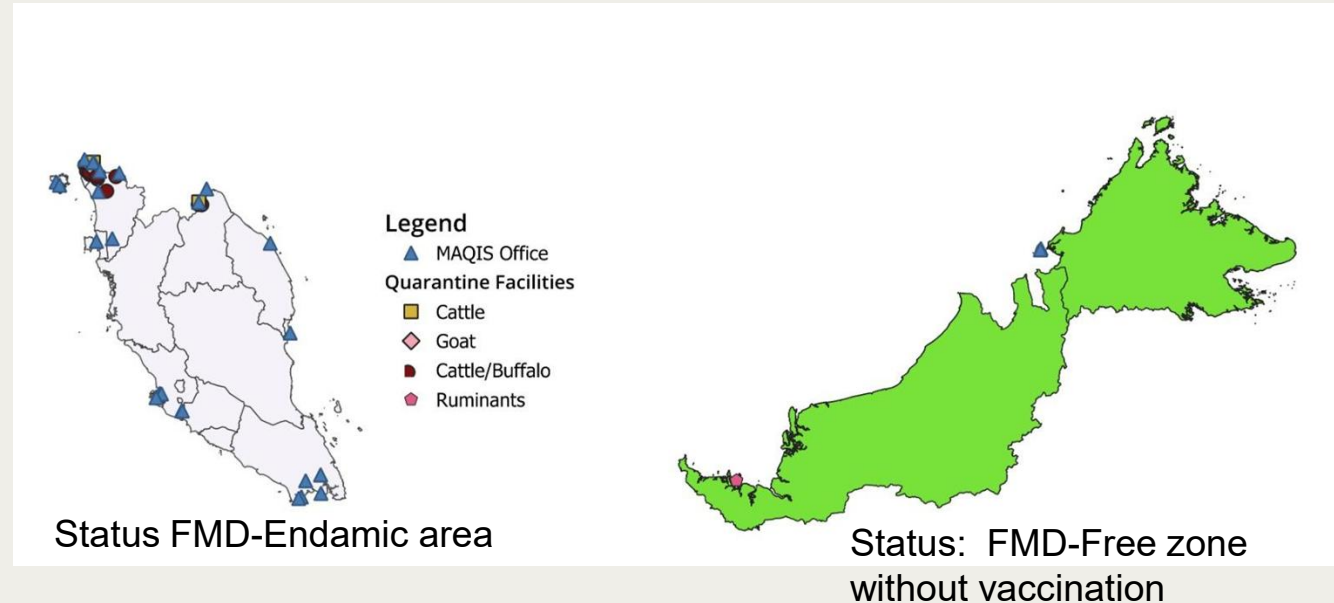 Legend
MAQIS Office
Quarantine Facilities
Cattle
Goat
Cattle/Buffalo
Ruminants
Status FMD-Endamic area
Status:  FMD-Free zone
without vaccination